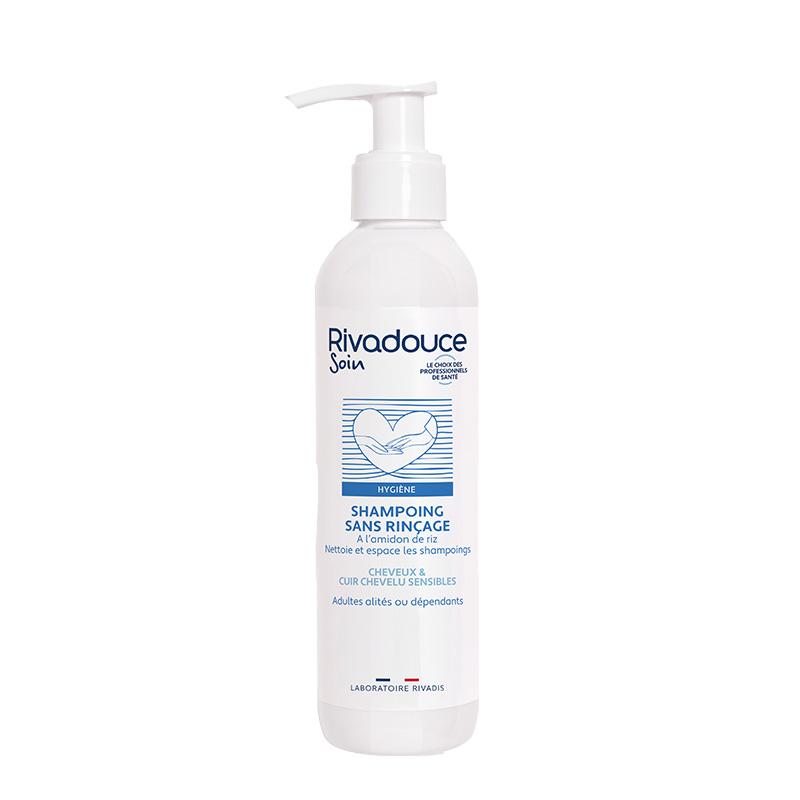 Rivadouce
Soin
LE CHOIX DES
PROFESSIONNELS
DE SANTÉ
HYGIÈNE
SHAMPOING
SANS RINÇAGE
A l'amidon de riz
Nettoie et espace les shampoings
CHEVEUX &
CUIR CHEVELU SENSIBLES
Adultes alités ou dépendants
LABORATOIRE RIVADIS